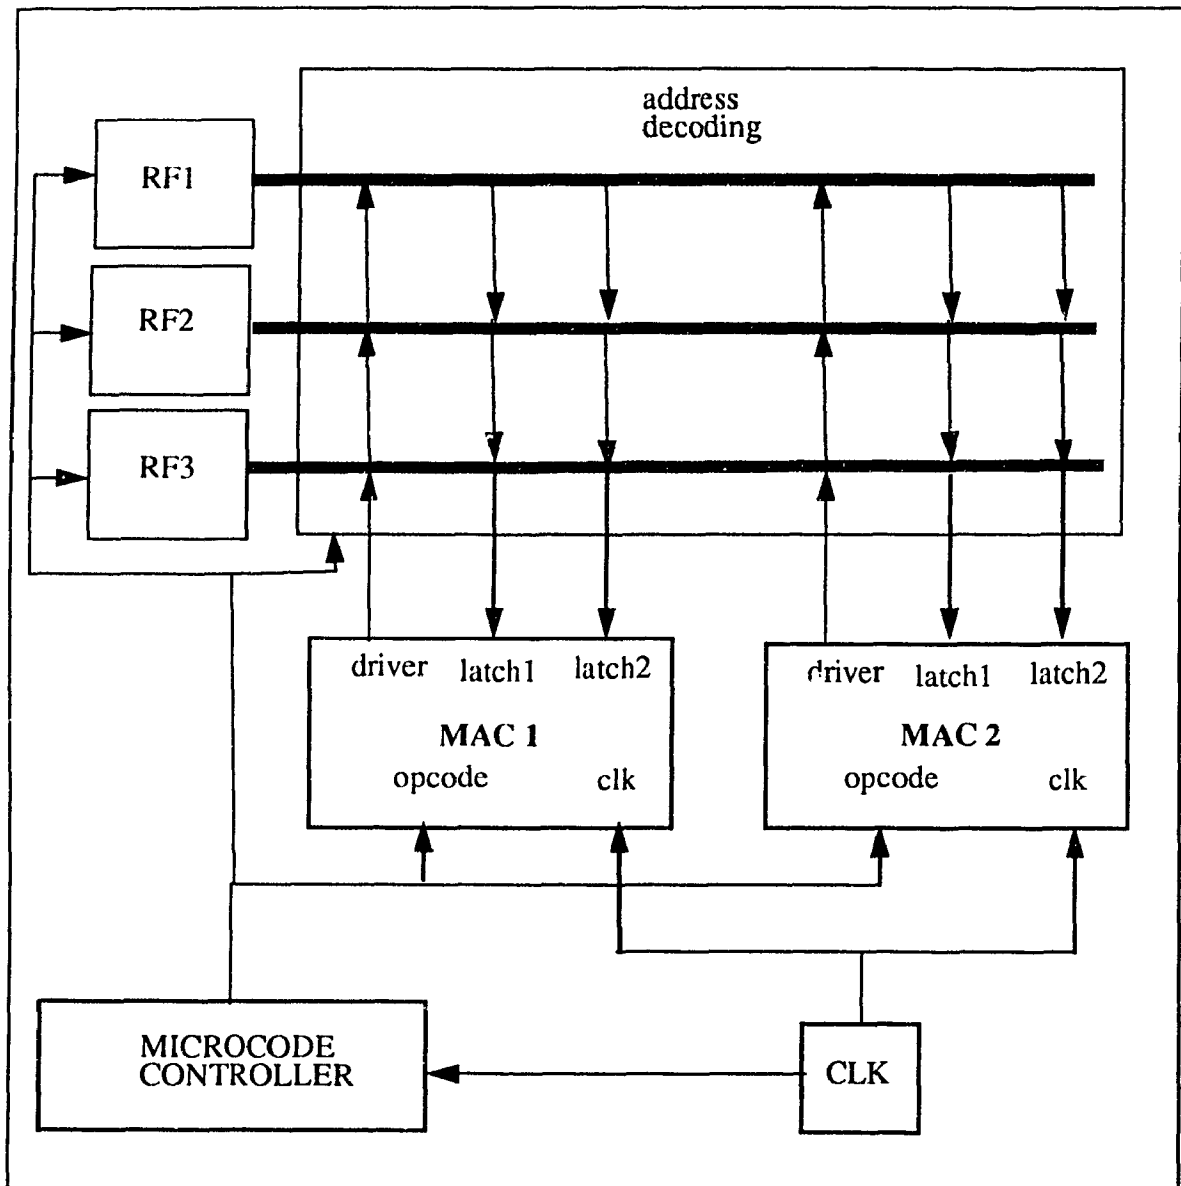 address
decoding
RF1
RF2
RF3
driver latch1 latch2
MAC 1
opcode clk
driver latch1 latch2
MAC 2
opcode clk
MICROCODE
CONTROLLER
CLK